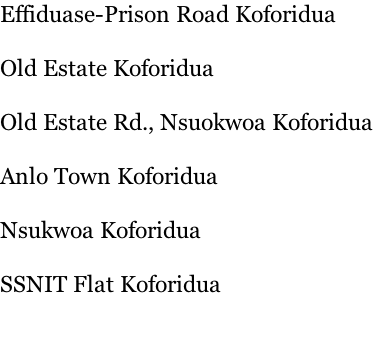 Effiduase-Prison Road Koforidua
Old Estate Koforidua
Old Estate Rd., Nsuokwoa Koforidua
Anlo Town Koforidua
Nsukwoa Koforidua
SSNIT Flat Koforidua